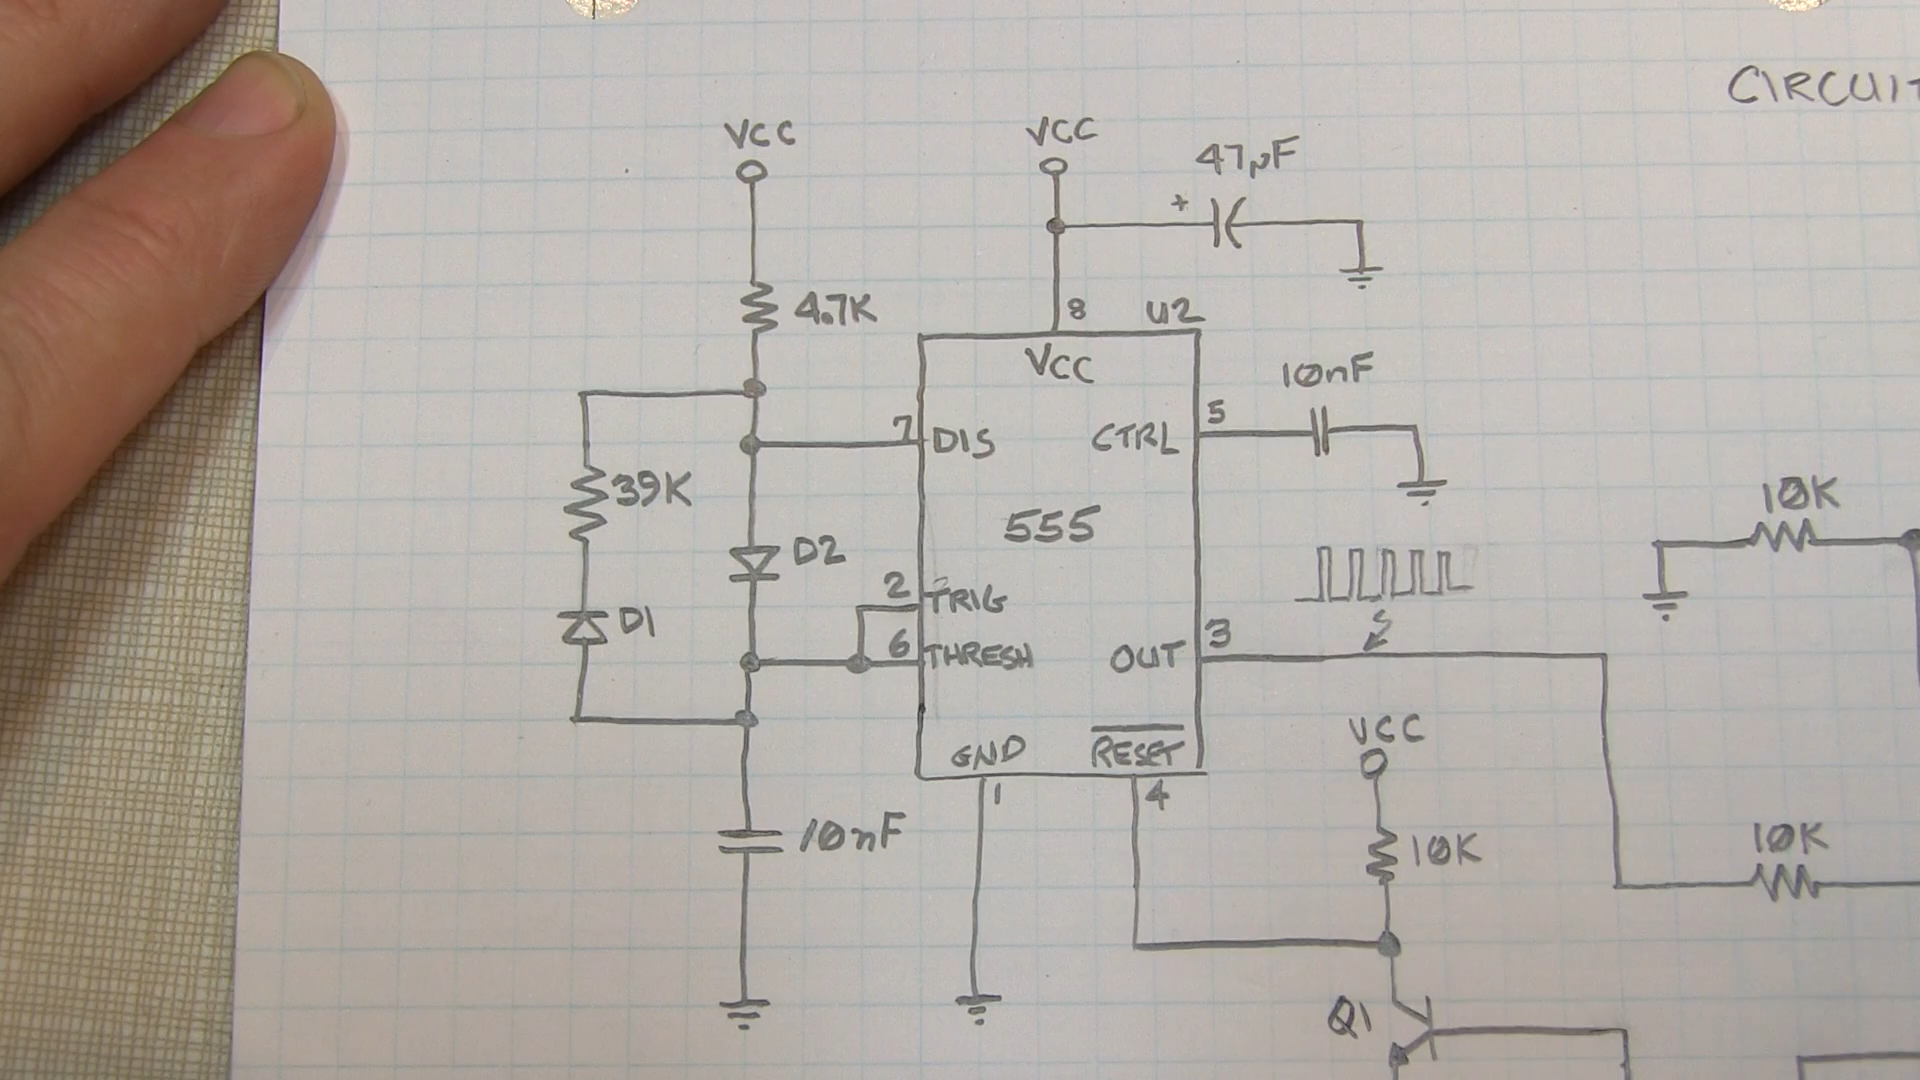 CIRCUIT
VCC
VCC
47µF
+
4.7K
8
U2
VCC
10nF
7
DIS
CTRL
5
39K
10K
555
D2
2
TRIG
D1
6
THRESH
OUT
3
GND
RESET
VCC
1
4
10nF
10K
10K
Q1